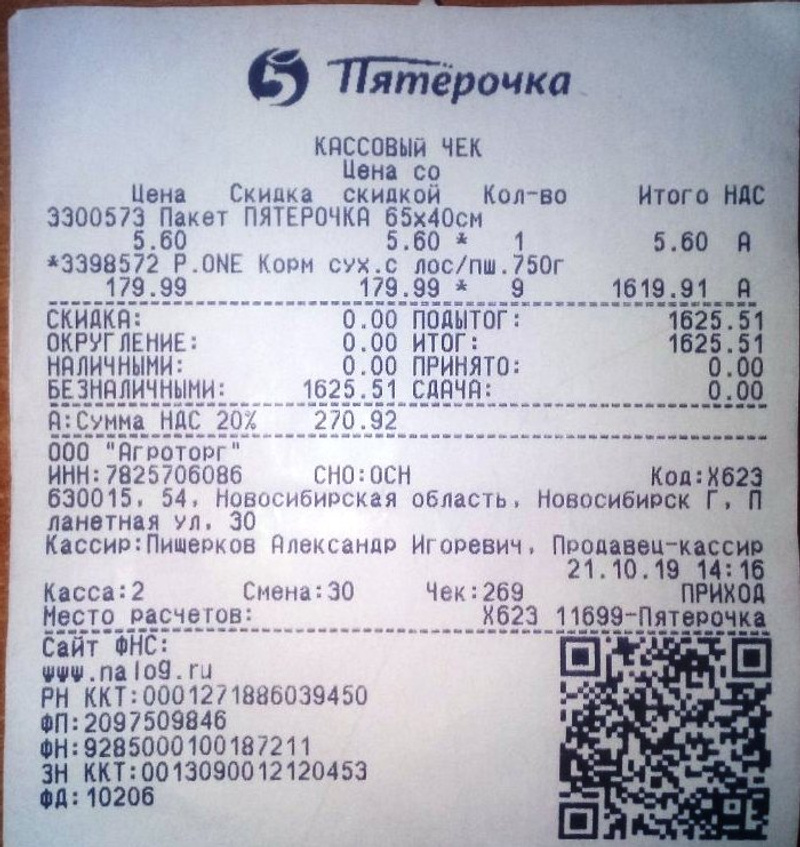 5 Пятёрочка
КАССОВЫЙ ЧЕК
Цена со
Цена Скидка скидкой Кол-во Итого НДС
3300573 Пакет ПЯТЕРОЧКА 65х40см
5.60 5.60 * 1 5.60 А
*3398572 P.ONE Корм сух.с лос/пш.750г
179.99 179.99 * 9 1619.91 А
СКИДКА: 0.00 ПОДЫТОГ: 1625.51
ОКРУГЛЕНИЕ: 0.00 ИТОГ: 1625.51
НАЛИЧНЫМИ: 0.00 ПРИНЯТО: 0.00
БЕЗНАЛИЧНЫМИ: 1625.51 СДАЧА: 0.00
А:Сумма НДС 20% 270.92
ООО "Агроторг"
ИНН:7825706086 СНО:ОСН Код:X623
630015, 54, Новосибирская область, Новосибирск Г, П
ланетная ул, 30
Кассир:Пишерков Александр Игоревич, Продавец-кассир
21.10.19 14:16
Касса:2 Смена:30 Чек:269 ПРИХОД
Место расчетов: X623 11699-Пятерочка
Сайт ФНС:
www.nalog.ru
РН ККТ:0001271886039450
ФП:2097509846
ФН:9285000100187211
ЗН ККТ:0013090012120453
ФД:10206